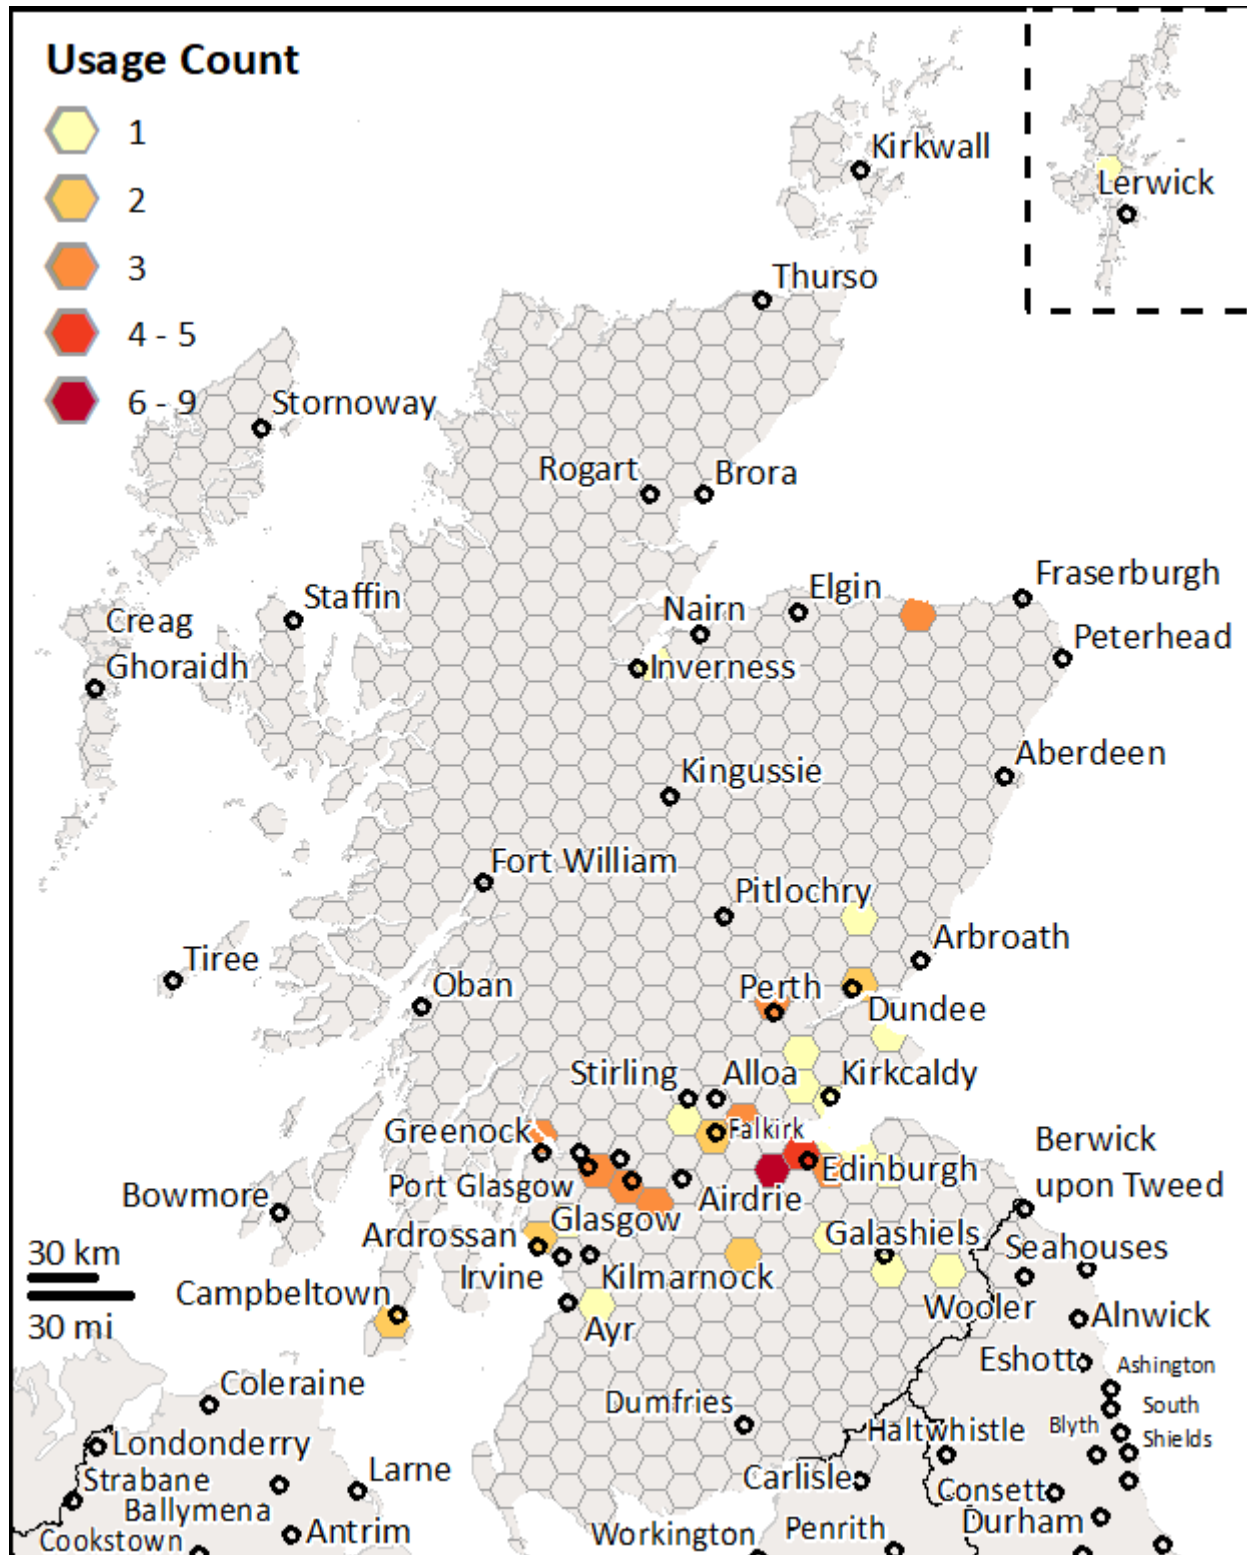 Usage Count
1
2
3
4 - 5
6 - 9
Kirkwall
Lerwick
Thurso
Stornoway
Rogart
Brora
Staffin
Creag
Ghoraidh
Nairn
Elgin
Fraserburgh
Peterhead
Inverness
Kingussie
Aberdeen
Fort William
Pitlochry
Tiree
Arbroath
Oban
Perth
Dundee
Stirling
Alloa
Kirkcaldy
Greenock
Falkirk
Berwick
upon Tweed
Port Glasgow
Edinburgh
Airdrie
Bowmore
Glasgow
Ardrossan
Galashiels
Seahouses
30 km
30 mi
Irvine
Kilmarnock
Campbeltown
Wooler
Alnwick
Ayr
Eshott
Ashington
Coleraine
Dumfries
South
Shields
Blyth
Haltwhistle
Londonderry
Strabane
Larne
Carlisle
Consett
Ballymena
Durham
Cookstown
Antrim
Workington
Penrith